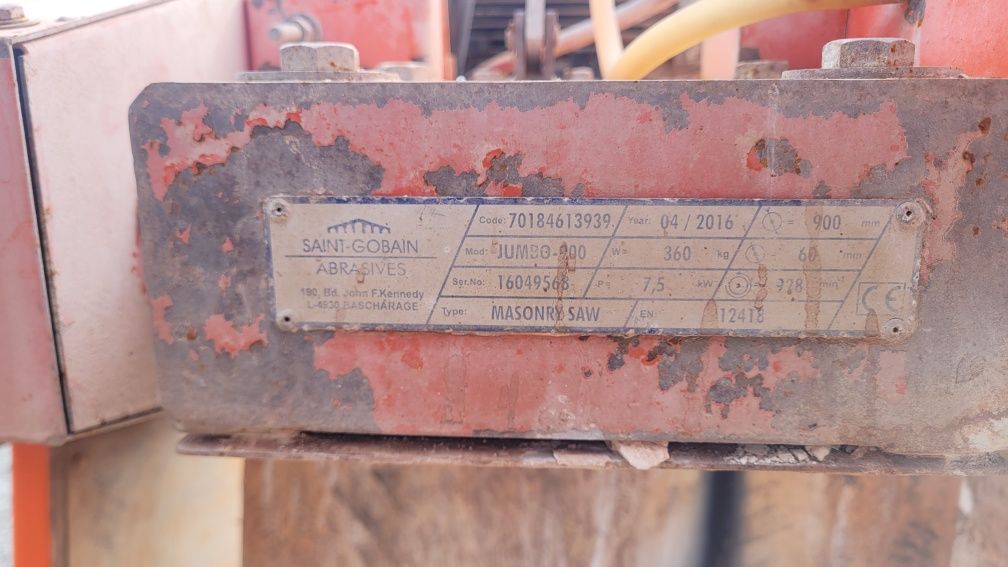 SAINT-GOBAIN
ABRASIVES
190, Bd. John F.Kennedy
L-4930 BASCHARAGE
Code: 70184613939 Year: 04 / 2016 = 900 mm
Mod: JUMBO-900 W= 360 kg = 60 mm
Ser.No: 16049568 P= 7,5 kW = 928 min
Type: MASONRY SAW EN 12418 CE